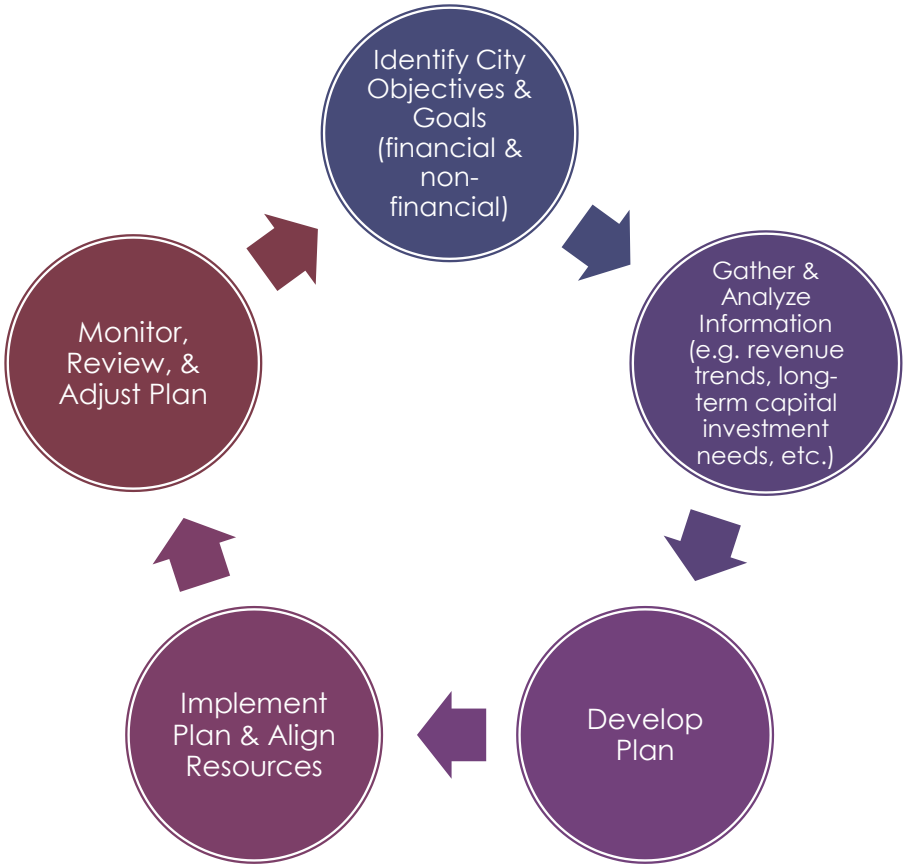 Identify City
Objectives &
Goals
(financial &
non-
financial)
Gather &
Analyze
Information
(e.g. revenue
trends, long-
term capital
investment
needs, etc.)
Develop
Plan
Implement
Plan & Align
Resources
Monitor,
Review, &
Adjust Plan